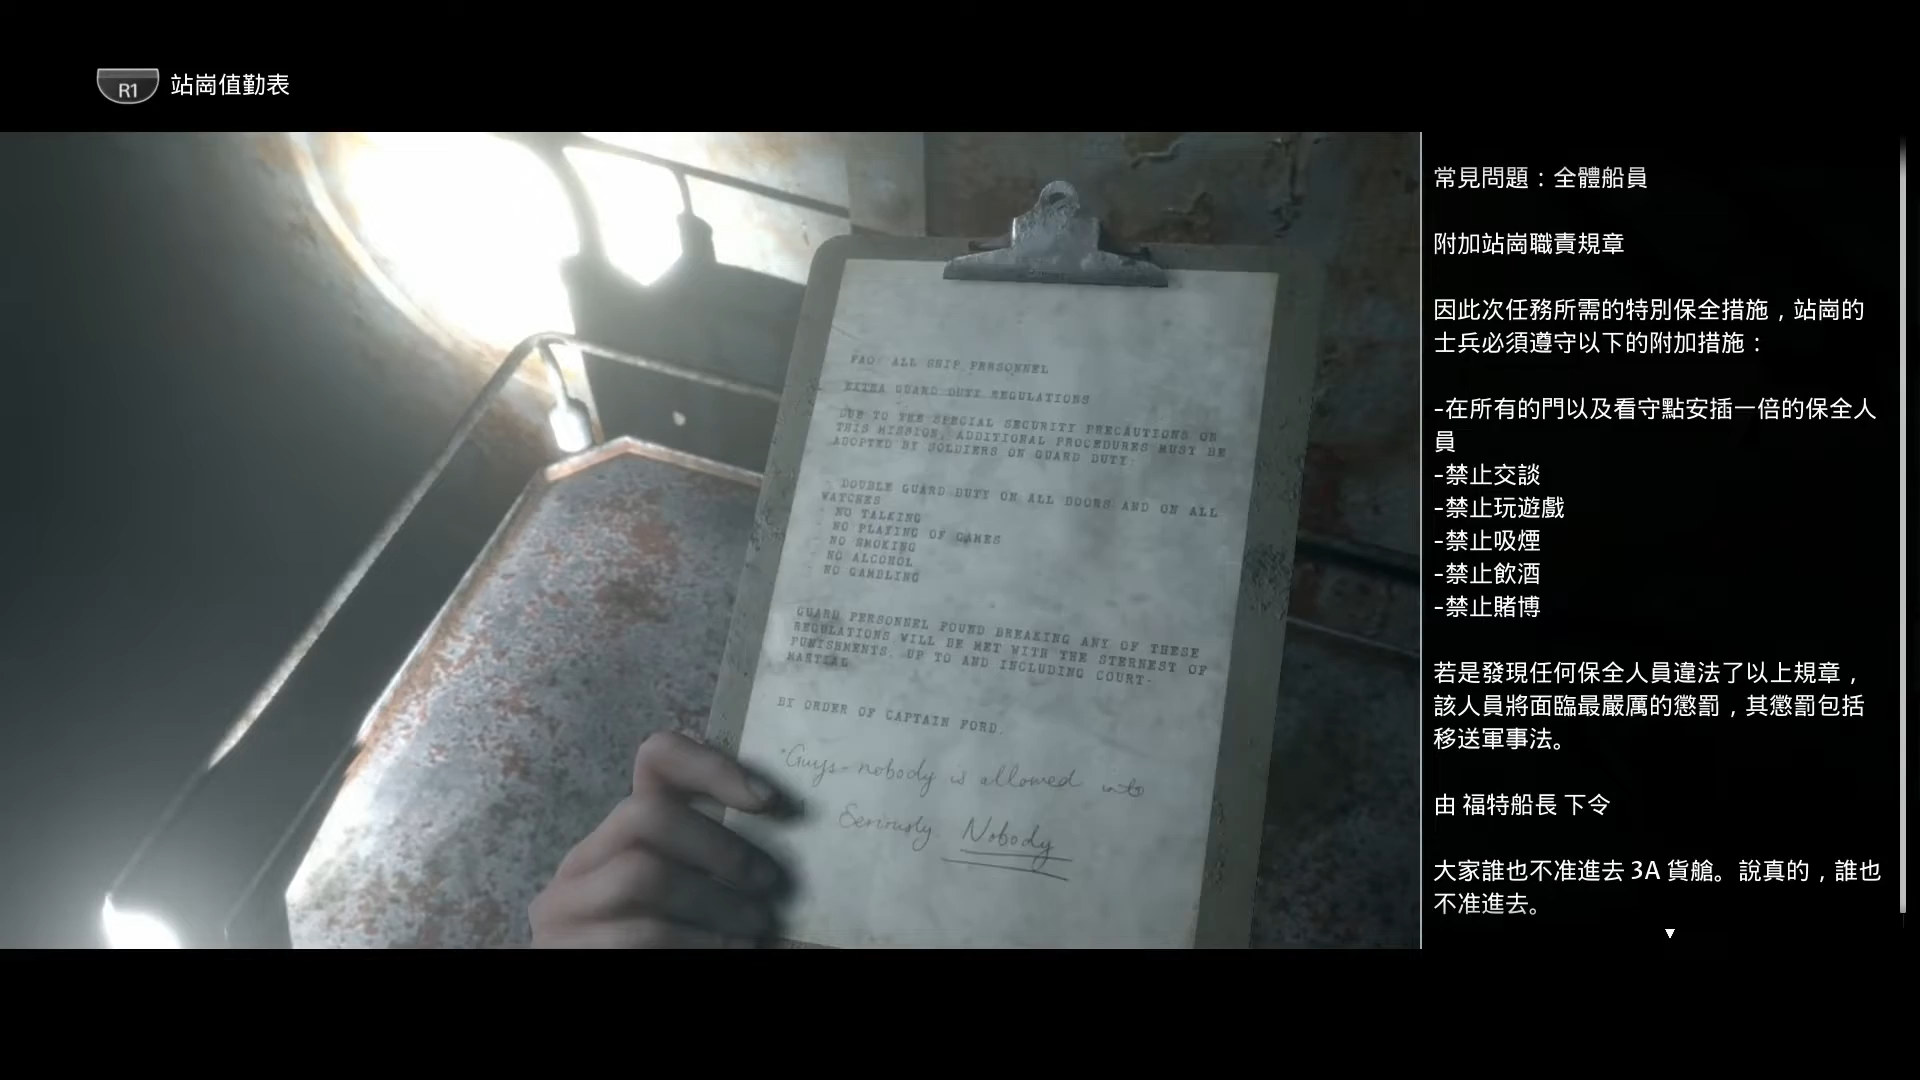 R1 站崗值勤表
FAO: ALL SHIP PERSONNEL
EXTRA GUARD DUTY REGULATIONS
DUE TO THE SPECIAL SECURITY PRECAUTIONS ON
THIS MISSION, ADDITIONAL PROCEDURES MUST BE
ADOPTED BY SOLDIERS ON GUARD DUTY:
- DOUBLE GUARD DUTY ON ALL DOORS AND ON ALL
WATCHES
- NO TALKING
- NO PLAYING OF GAMES
- NO SMOKING
- NO ALCOHOL
- NO GAMBLING
GUARD PERSONNEL FOUND BREAKING ANY OF THESE
REGULATIONS WILL BE MET WITH THE STERNEST OF
PUNISHMENTS, UP TO AND INCLUDING COURT-
MARTIAL
BY ORDER OF CAPTAIN FORD.
"Guys - nobody is allowed into
Seriously. Nobody
常見問題：全體船員
附加站崗職責規章
因此次任務所需的特別保全措施，站崗的
士兵必須遵守以下的附加措施：
-在所有的門以及看守點安插一倍的保全人
員
-禁止交談
-禁止玩遊戲
-禁止吸煙
-禁止飲酒
-禁止賭博
若是發現任何保全人員違法了以上規章，
該人員將面臨最嚴厲的懲罰，其懲罰包括
移送軍事法。
由 福特船長 下令
大家誰也不准進去 3A 貨艙。說真的，誰也
不准進去。